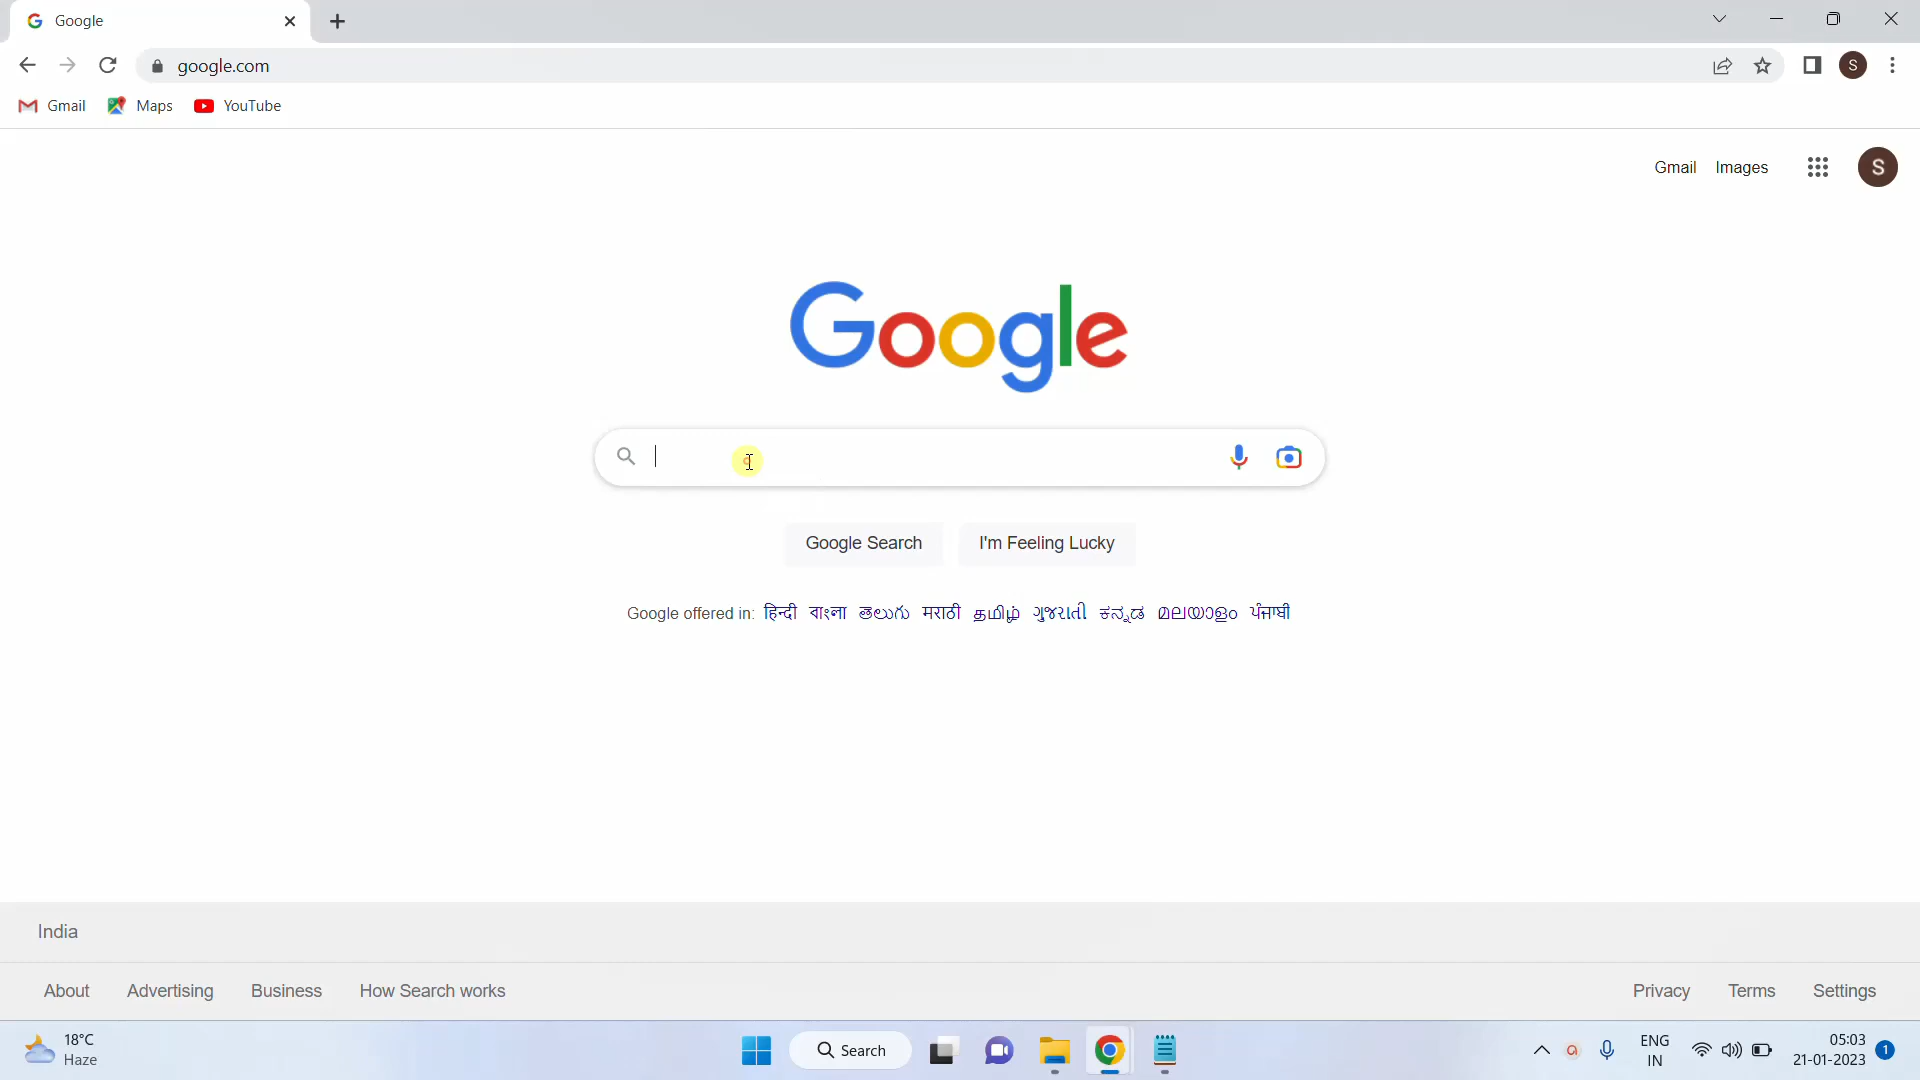 Google
google.com
Gmail Maps YouTube
Gmail Images S
S
Google
Google Search I'm Feeling Lucky
Google offered in: हिन्दी বাংলা తెలుగు मराठी தமிழ் ગુજરાતી ಕನ್ನಡ മലയാളം ਪੰਜਾਬੀ
India
About Advertising Business How Search works Privacy Terms Settings
18°C
Haze
Search
ENG
IN
05:03
21-01-2023
1